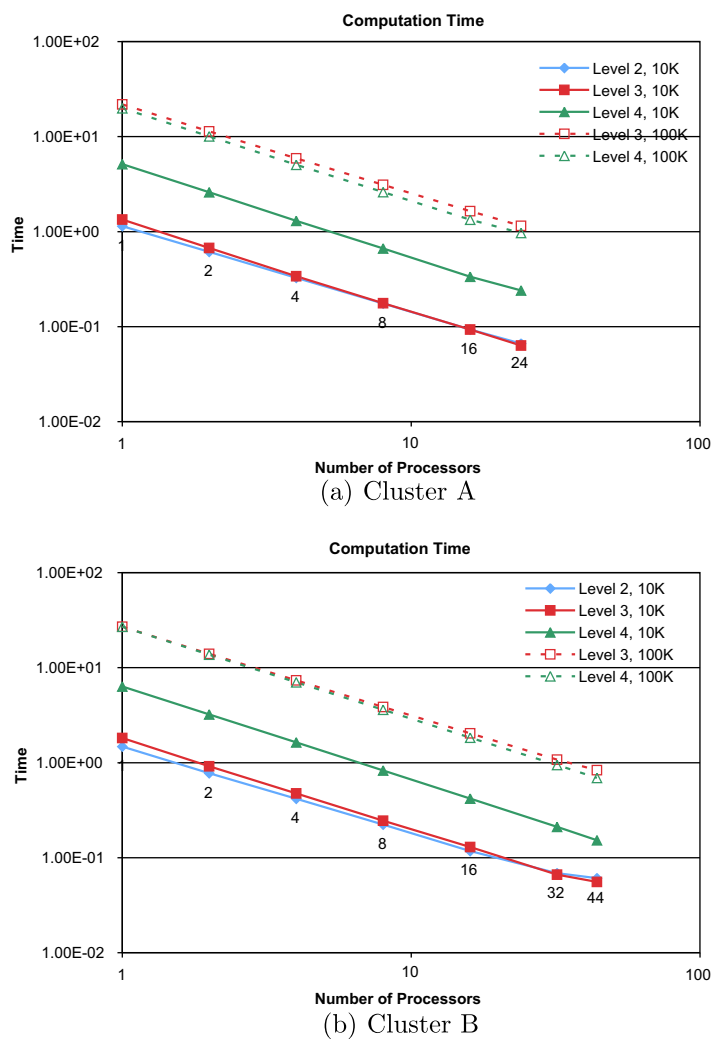 Computation Time
1.00E+02
Level 2, 10K
Level 3, 10K
Level 4, 10K
Level 3, 100K
Level 4, 100K
1.00E+01
1.00E+00
1.00E-01
1.00E-02
Time
1
2
4
8
16
24
1
10
100
Number of Processors
(a) Cluster A
Computation Time
1.00E+02
Level 2, 10K
Level 3, 10K
Level 4, 10K
Level 3, 100K
Level 4, 100K
1.00E+01
1.00E+00
1.00E-01
1.00E-02
Time
1
2
4
8
16
32
44
1
10
100
Number of Processors
(b) Cluster B